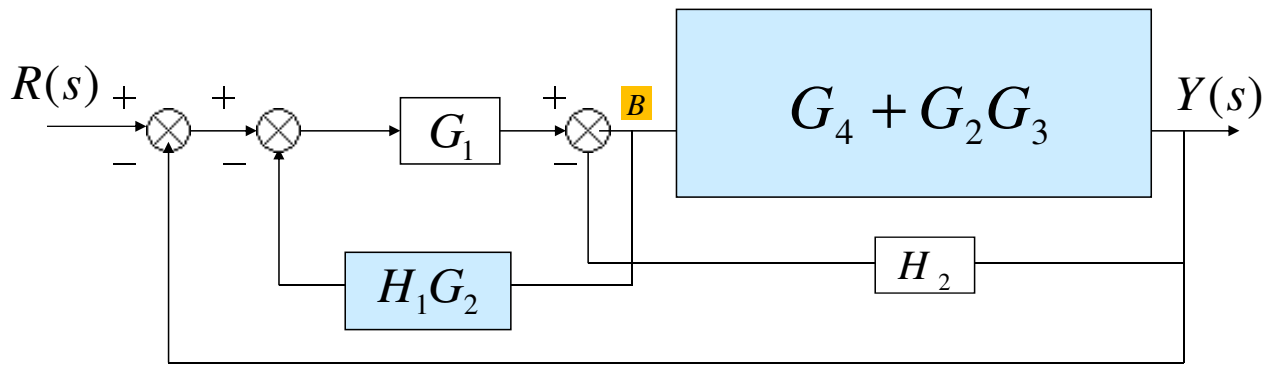 R(s)
+
−
+
−
G₁
+
−
B
G₄ + G₂G₃
Y(s)
H₁G₂
H₂